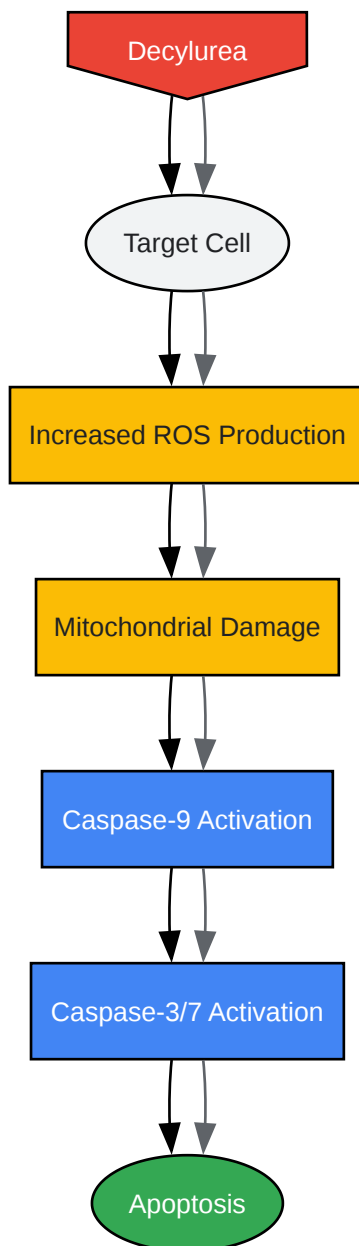 Decylurea
Target Cell
Increased ROS Production
Mitochondrial Damage
Caspase-9 Activation
Caspase-3/7 Activation
Apoptosis